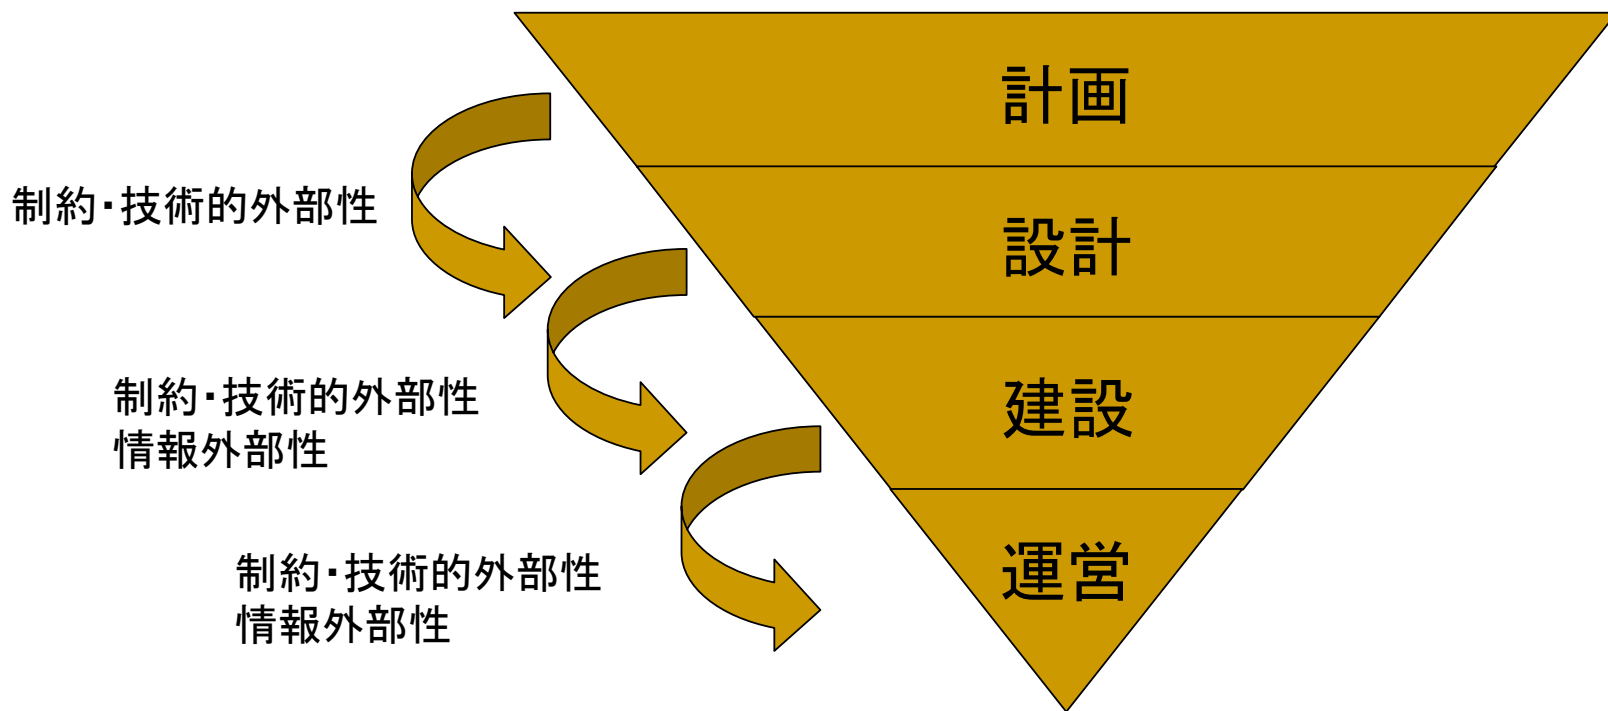 計画
制約・技術的外部性
設計
制約・技術的外部性
情報外部性
建設
制約・技術的外部性
情報外部性
運営